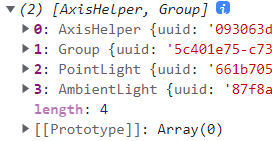 (2) [AxisHelper, Group] i
0: AxisHelper {uuid: '093063d
1: Group {uuid: '5c401e75-c73
2: PointLight {uuid: '661b705
3: AmbientLight {uuid: '87f8a
length: 4
[[Prototype]]: Array(0)